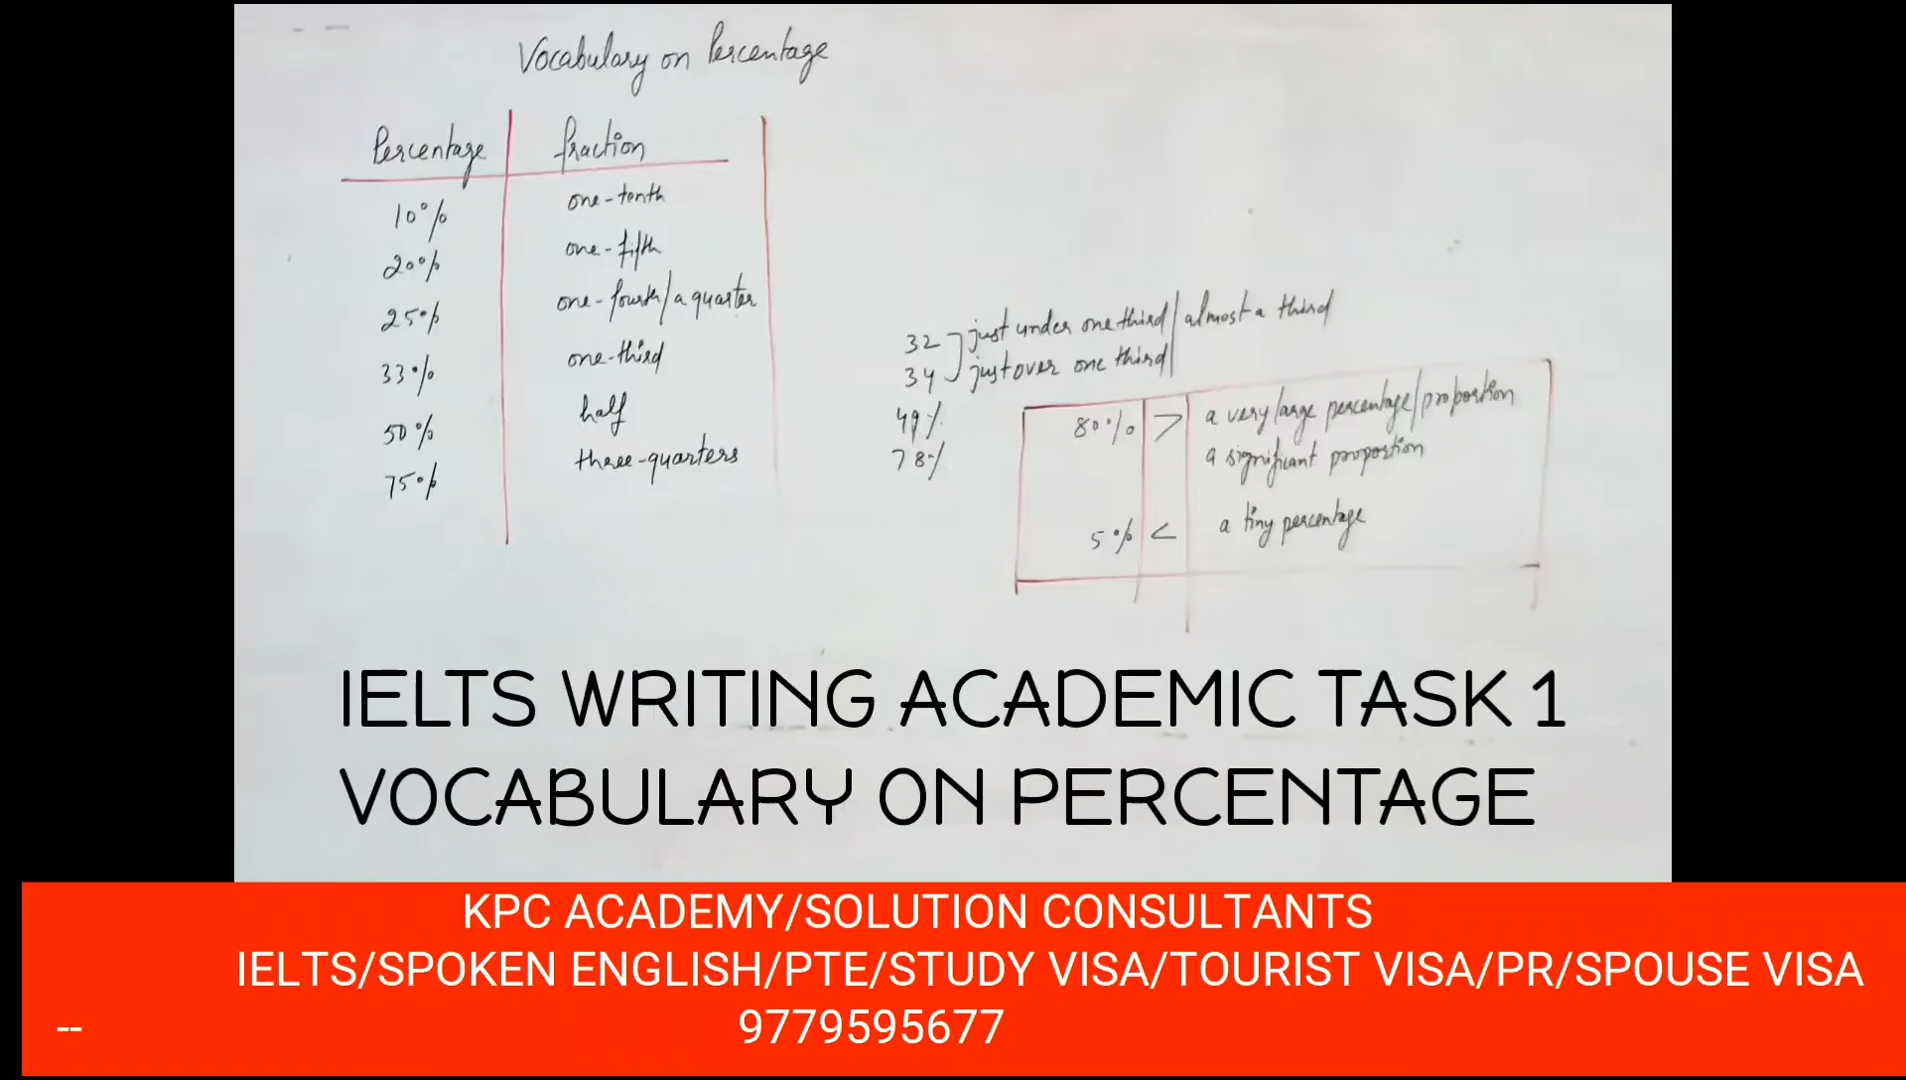 Vocabulary on Percentage
Percentage fraction
10% one-tenth
20% one-fifth
25% one-fourth/a quarter
33% one-third
50% half
75% three-quarters
32 just under one third/almost a third
34 just over one third
49%
78%
80% > a very large percentage/proportion
a significant proportion
5% < a tiny percentage
IELTS WRITING ACADEMIC TASK 1
VOCABULARY ON PERCENTAGE
KPC ACADEMY/SOLUTION CONSULTANTS
IELTS/SPOKEN ENGLISH/PTE/STUDY VISA/TOURIST VISA/PR/SPOUSE VISA
-- 9779595677